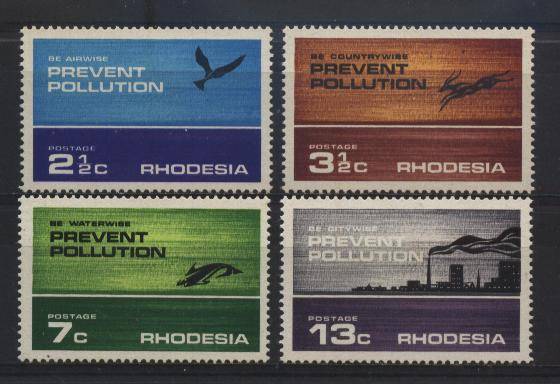 BE AIRWISE
PREVENT
POLLUTION
POSTAGE
2½C RHODESIA
BE COUNTRYWISE
PREVENT
POLLUTION
POSTAGE
3½C RHODESIA
BE WATERWISE
PREVENT
POLLUTION
POSTAGE
7C RHODESIA
BE CITYWISE
PREVENT
POLLUTION
POSTAGE
13C RHODESIA